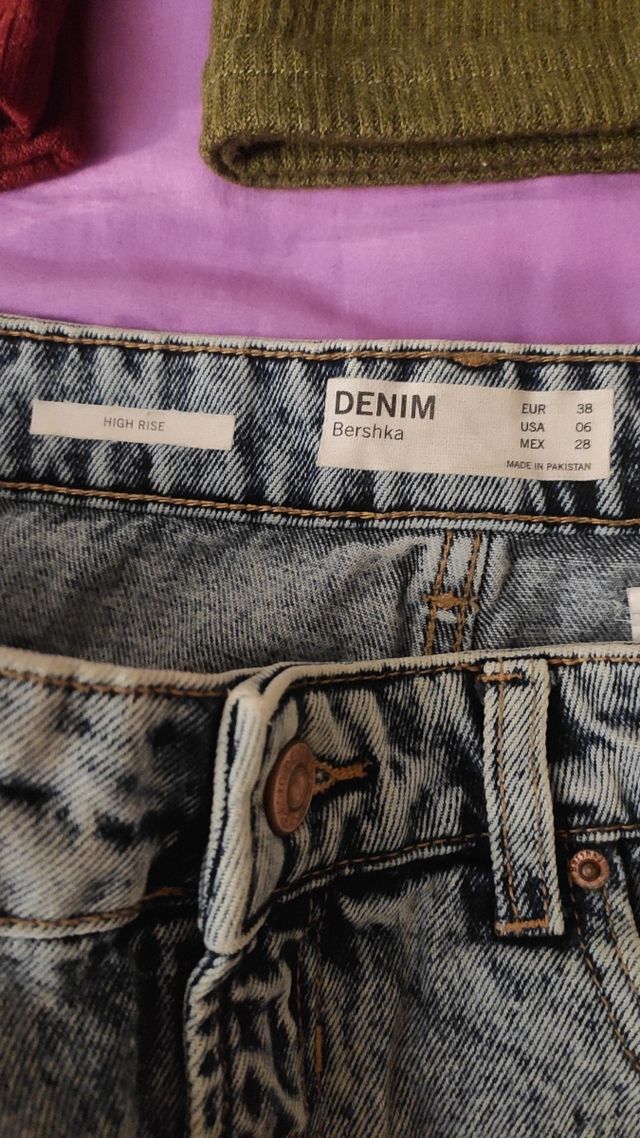 HIGH RISE
DENIM
Bershka
EUR 38
USA 06
MEX 28
MADE IN PAKISTAN